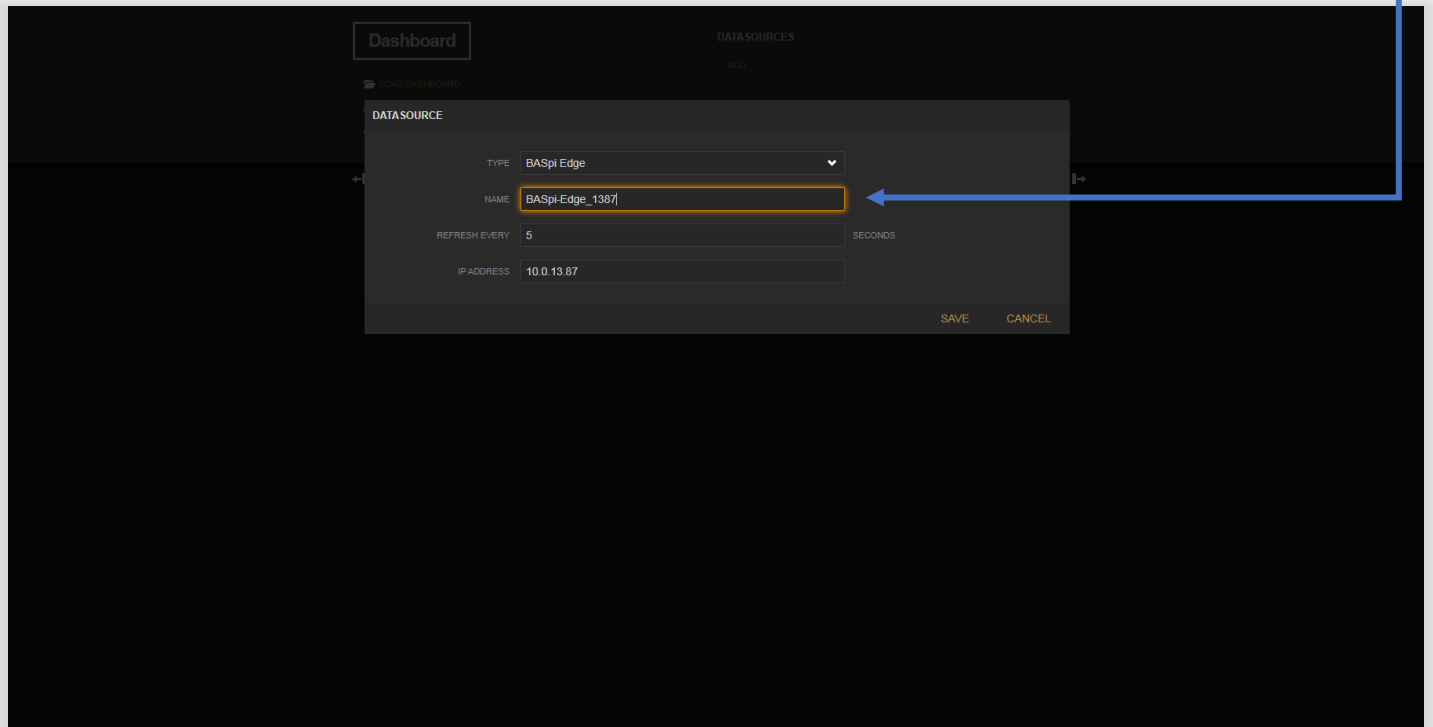 Dashboard
DATASOURCES
ADD
LOAD DASHBOARD
DATASOURCE
TYPE BASpi Edge
NAME BASpi-Edge_1387
REFRESH EVERY 5 SECONDS
IP ADDRESS 10.0.13.87
SAVE CANCEL